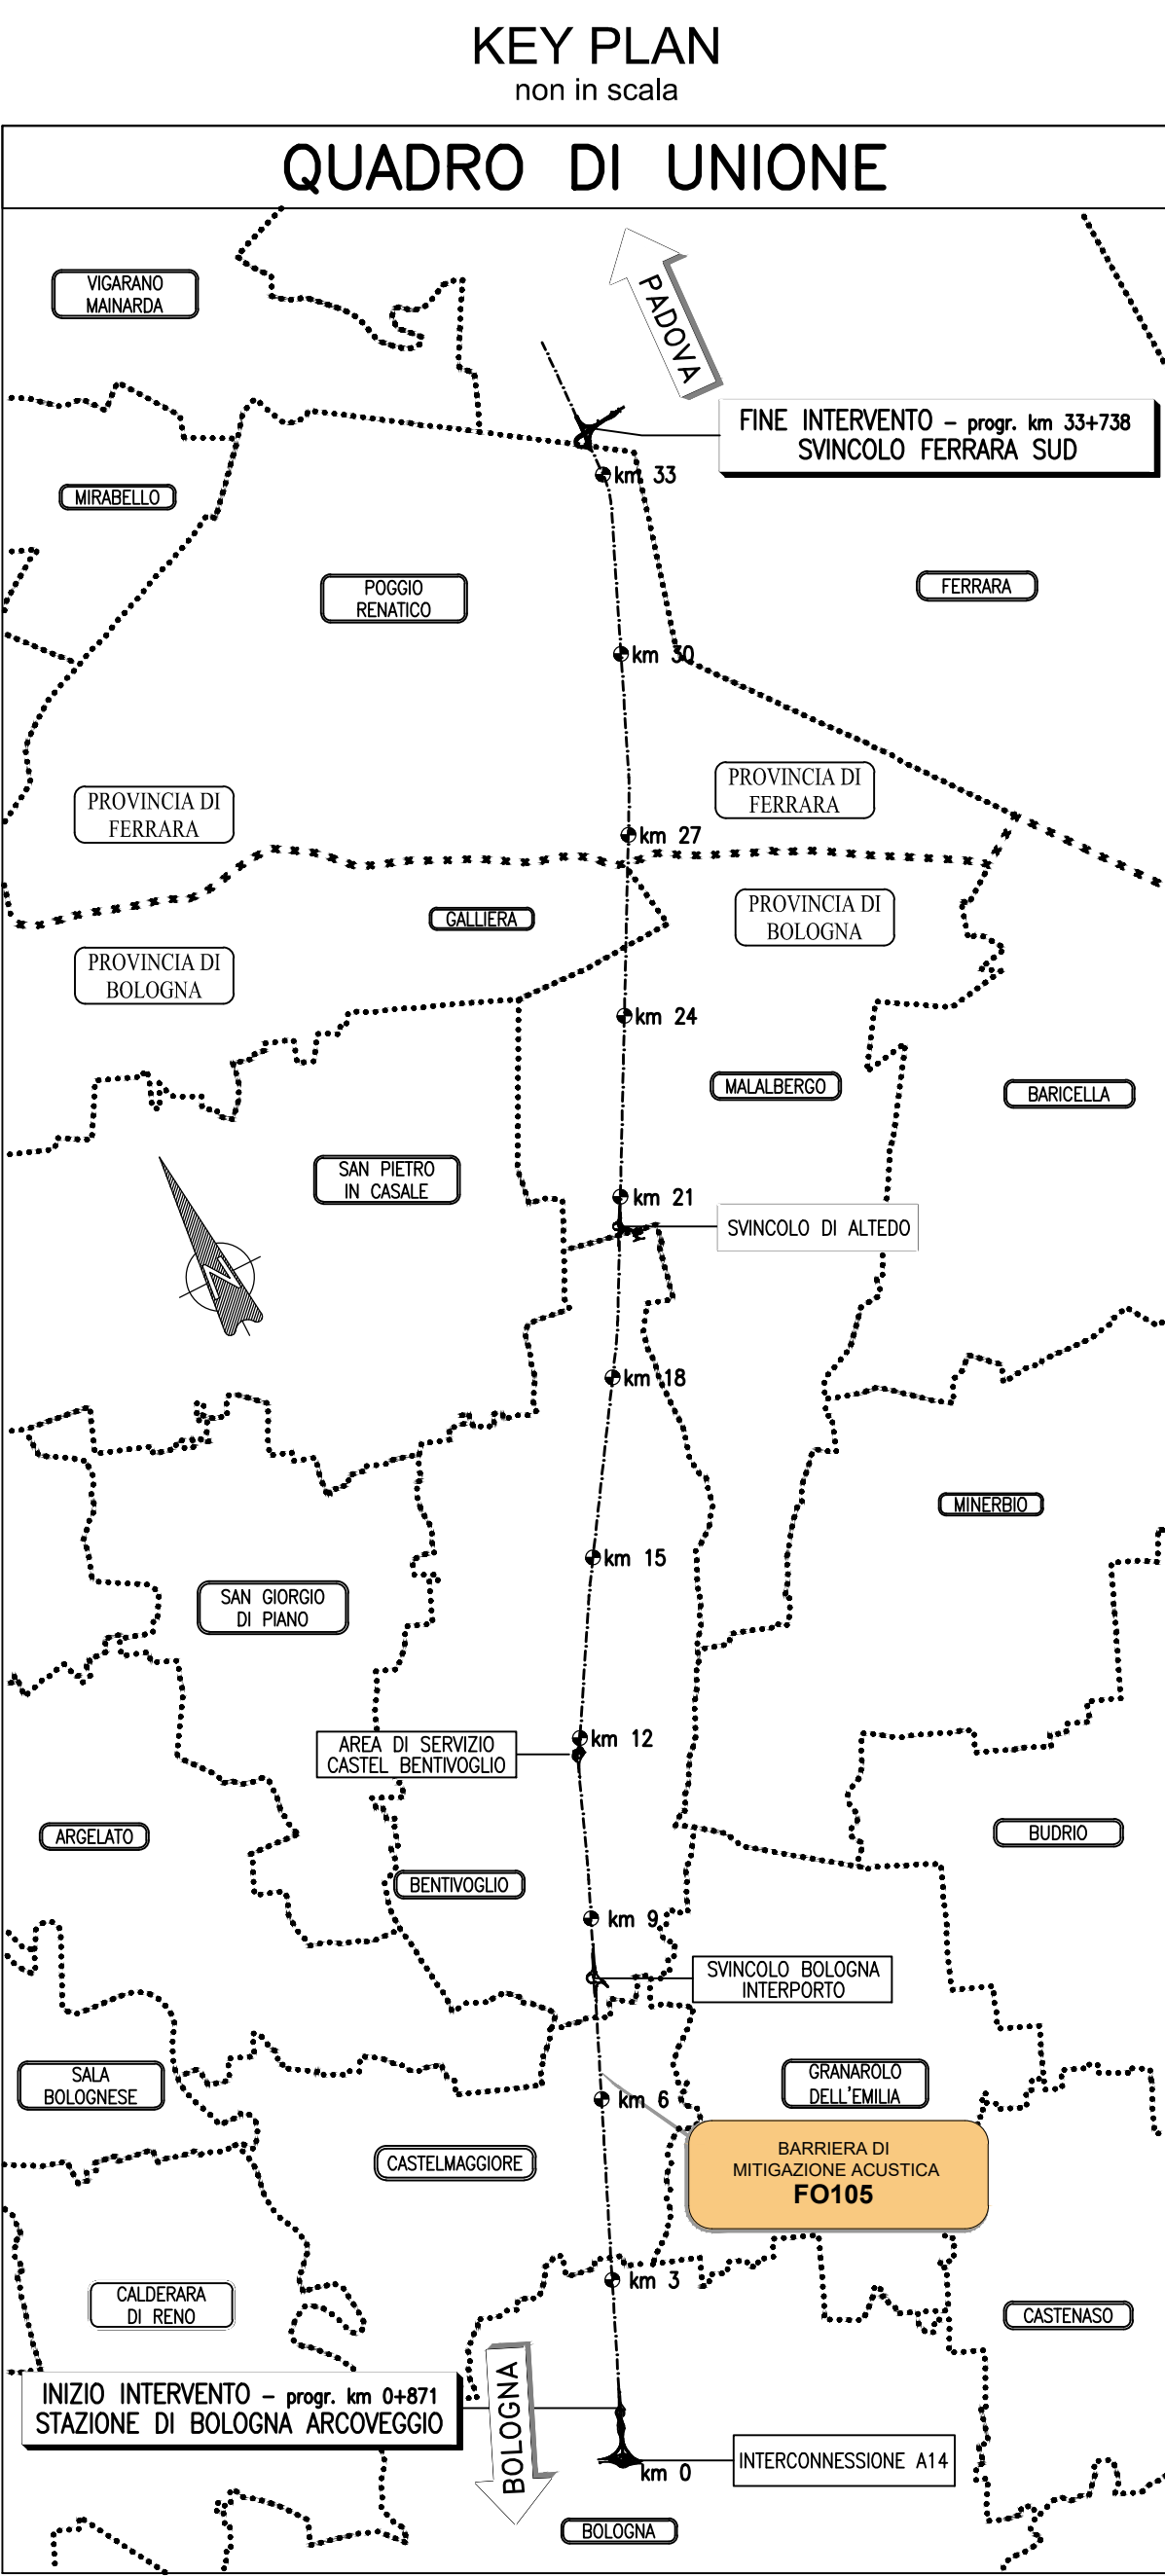 KEY PLAN
non in scala
QUADRO DI UNIONE
VIGARANO
MAINARDA
PADOVA
FINE INTERVENTO – progr. km 33+738
SVINCOLO FERRARA SUD
km 33
MIRABELLO
POGGIO
RENATICO
FERRARA
km 30
PROVINCIA DI
FERRARA
PROVINCIA DI
FERRARA
km 27
GALLIERA
PROVINCIA DI
BOLOGNA
PROVINCIA DI
BOLOGNA
km 24
MALALBERGO
BARICELLA
SAN PIETRO
IN CASALE
km 21
SVINCOLO DI ALTEDO
N
km 18
MINERBIO
km 15
SAN GIORGIO
DI PIANO
km 12
AREA DI SERVIZIO
CASTEL BENTIVOGLIO
ARGELATO
BUDRIO
BENTIVOGLIO
km 9
SVINCOLO BOLOGNA
INTERPORTO
SALA
BOLOGNESE
GRANAROLO
DELL'EMILIA
km 6
CASTELMAGGIORE
BARRIERA DI
MITIGAZIONE ACUSTICA
FO105
km 3
CALDERARA
DI RENO
CASTENASO
INIZIO INTERVENTO – progr. km 0+871
STAZIONE DI BOLOGNA ARCOVEGGIO
BOLOGNA
INTERCONNESSIONE A14
km 0
BOLOGNA